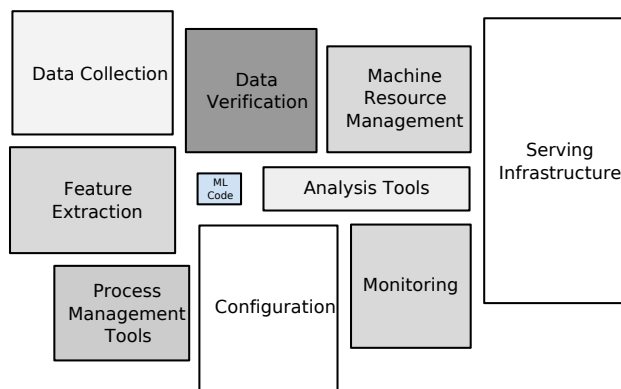 Data Collection
Data
Verification
Machine
Resource
Management
Serving
Infrastructure
Feature
Extraction
ML
Code
Analysis Tools
Process
Management
Tools
Configuration
Monitoring